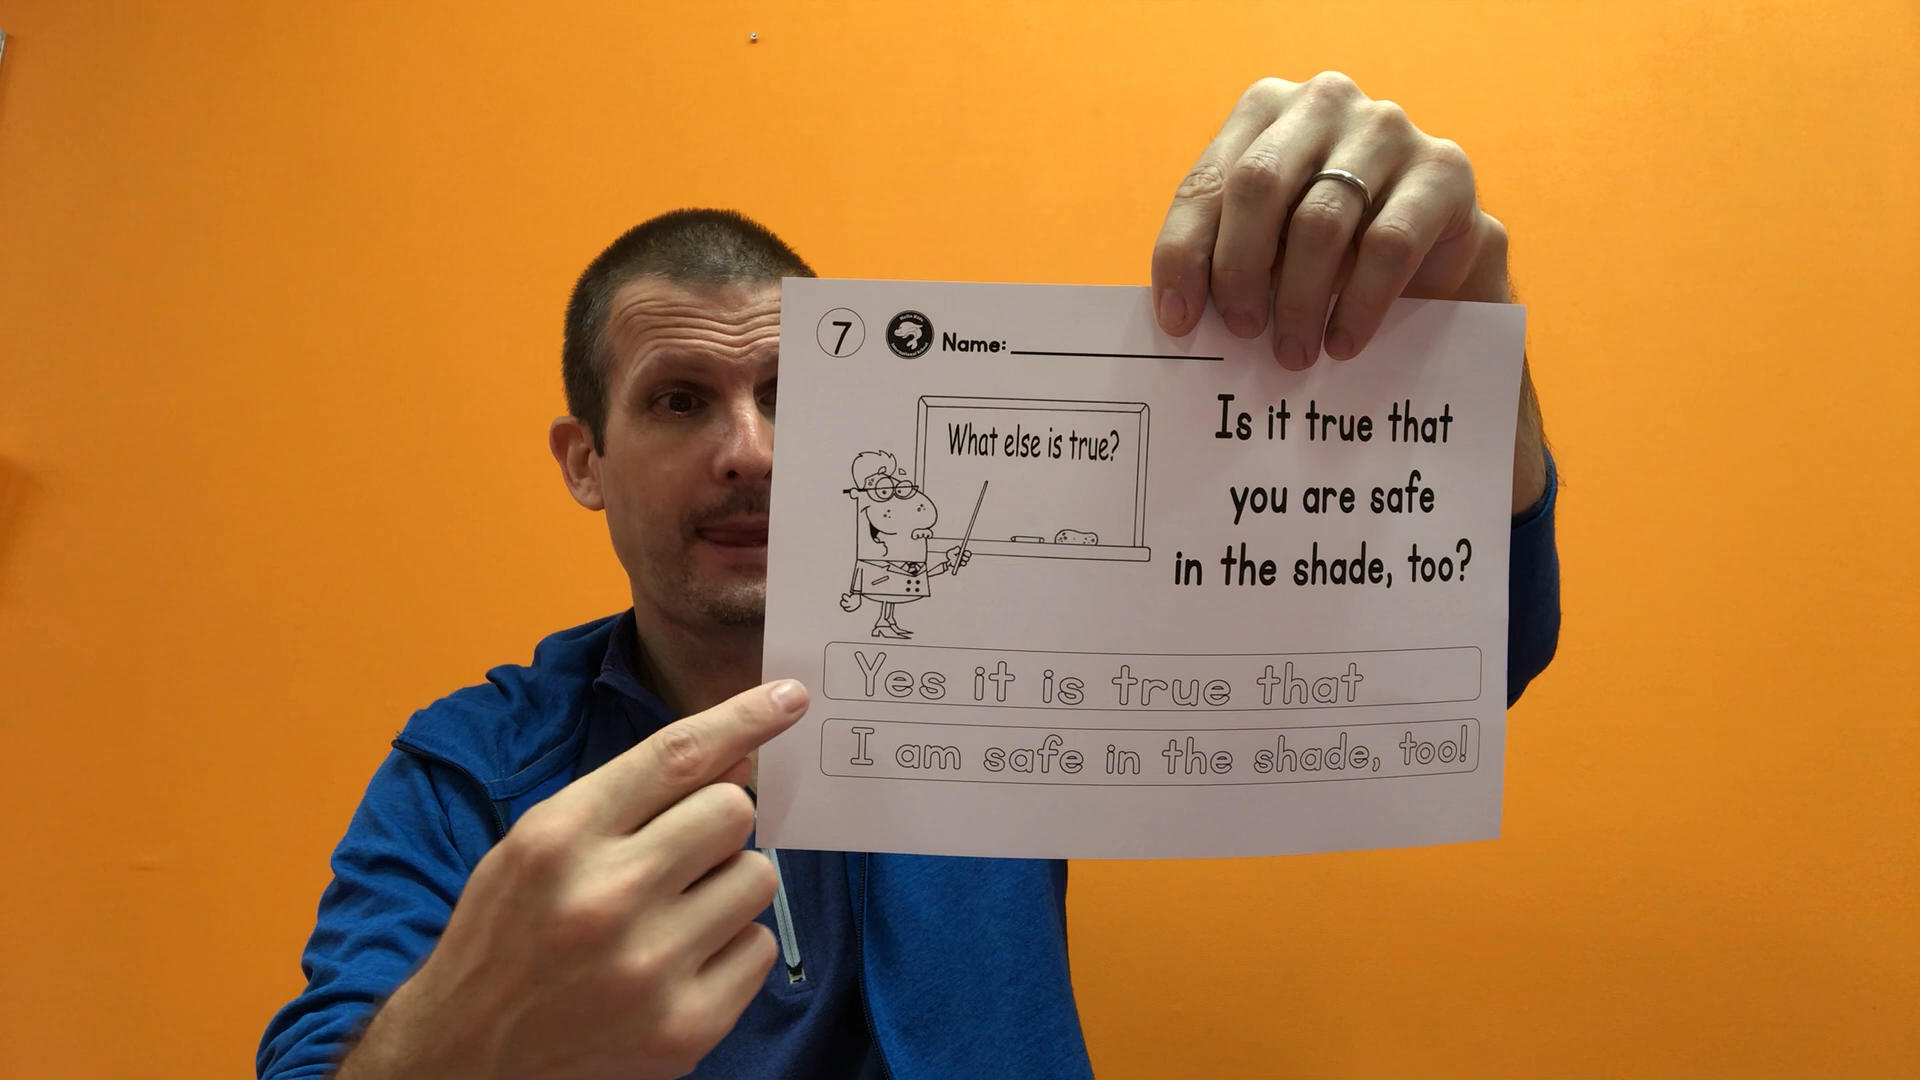 7
Name:
What else is true?
Is it true that
you are safe
in the shade, too?
Yes it is true that
I am safe in the shade, too!